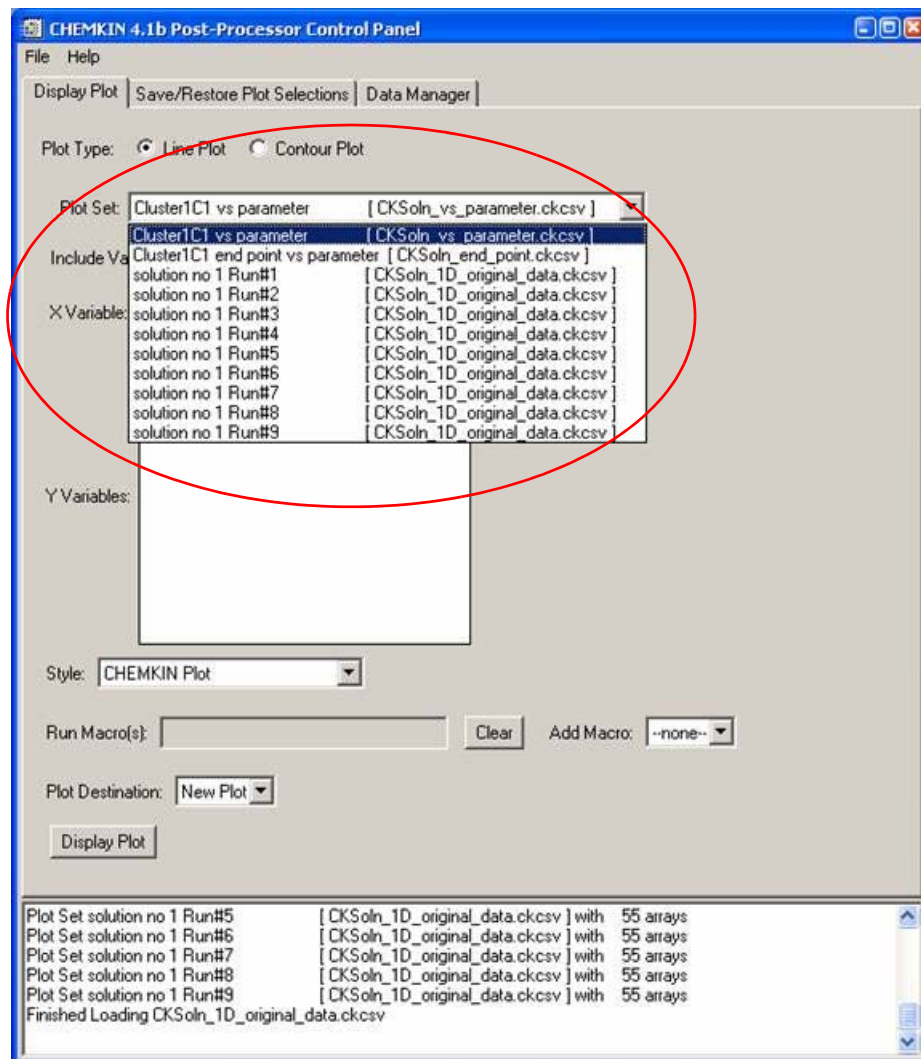 CHEMKIN 4.1b Post-Processor Control Panel
File Help
Display Plot Save/Restore Plot Selections Data Manager
Plot Type: Line Plot Contour Plot
Plot Set: Cluster1C1 vs parameter [ CKSoln_vs_parameter.ckcsv ]
Cluster1C1 vs parameter [ CKSoln_vs_parameter.ckcsv ]
Include Va Cluster1C1 end point vs parameter [ CKSoln_end_point.ckcsv ]
solution no 1 Run#1 [ CKSoln_1D_original_data.ckcsv ]
solution no 1 Run#2 [ CKSoln_1D_original_data.ckcsv ]
X Variable: solution no 1 Run#3 [ CKSoln_1D_original_data.ckcsv ]
solution no 1 Run#4 [ CKSoln_1D_original_data.ckcsv ]
solution no 1 Run#5 [ CKSoln_1D_original_data.ckcsv ]
solution no 1 Run#6 [ CKSoln_1D_original_data.ckcsv ]
solution no 1 Run#7 [ CKSoln_1D_original_data.ckcsv ]
solution no 1 Run#8 [ CKSoln_1D_original_data.ckcsv ]
solution no 1 Run#9 [ CKSoln_1D_original_data.ckcsv ]
Y Variables:
Style: CHEMKIN Plot
Run Macro(s): Clear Add Macro: --none--
Plot Destination: New Plot
Display Plot
Plot Set solution no 1 Run#5 [ CKSoln_1D_original_data.ckcsv ] with 55 arrays
Plot Set solution no 1 Run#6 [ CKSoln_1D_original_data.ckcsv ] with 55 arrays
Plot Set solution no 1 Run#7 [ CKSoln_1D_original_data.ckcsv ] with 55 arrays
Plot Set solution no 1 Run#8 [ CKSoln_1D_original_data.ckcsv ] with 55 arrays
Plot Set solution no 1 Run#9 [ CKSoln_1D_original_data.ckcsv ] with 55 arrays
Finished Loading CKSoln_1D_original_data.ckcsv